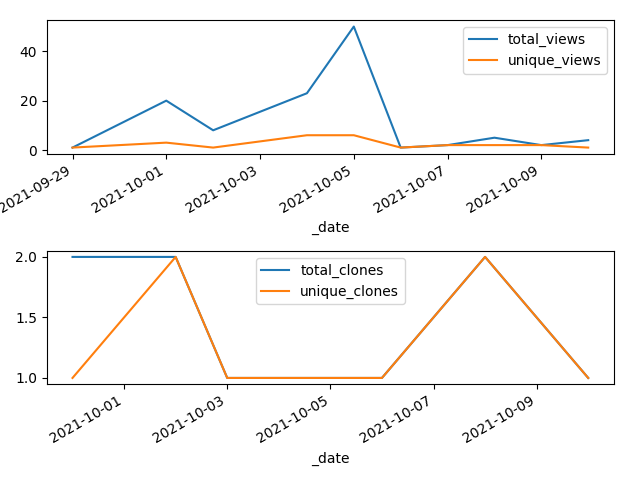 40
20
0
total_views
unique_views
2021-09-29
2021-10-01
2021-10-03
2021-10-05
2021-10-07
2021-10-09
_date
2.0
1.5
1.0
total_clones
unique_clones
2021-10-01
2021-10-03
2021-10-05
2021-10-07
2021-10-09
_date